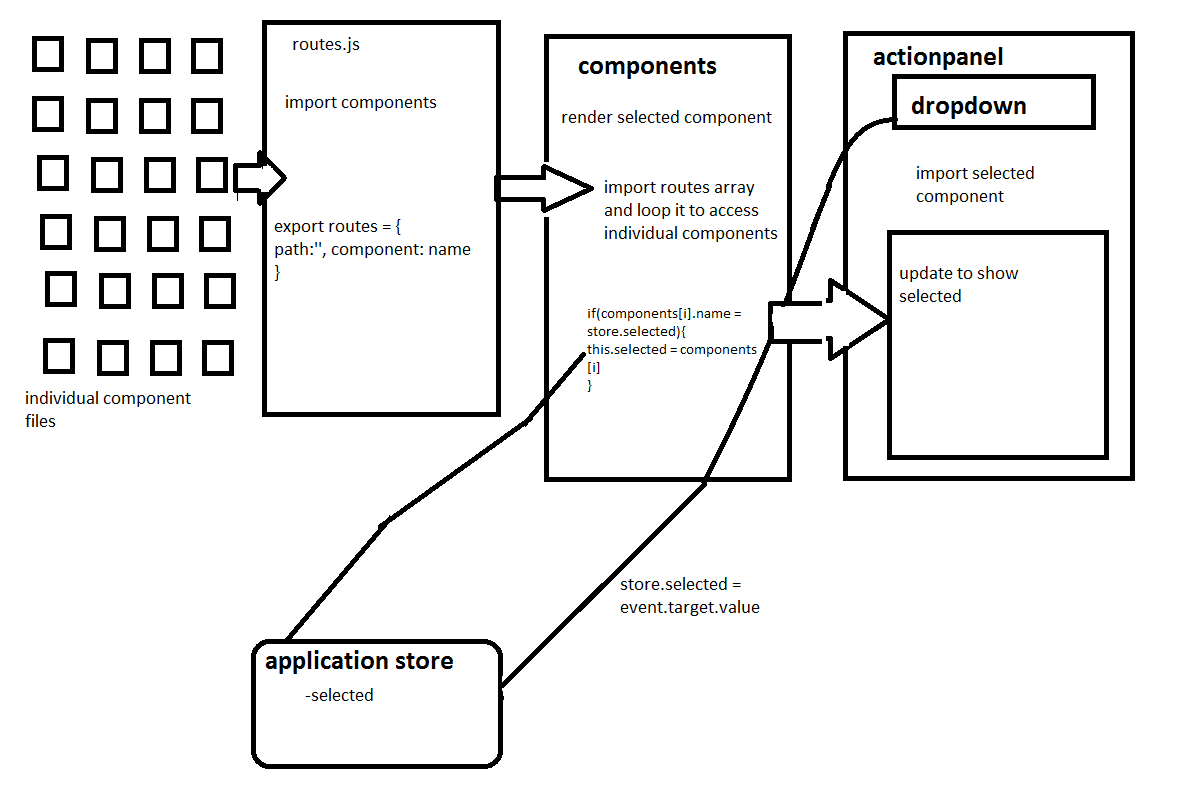 routes.js
import components
export routes = {
path:'', component: name
}
individual component
files
components
render selected component
import routes array
and loop it to access
individual components
if(components[i].name =
store.selected){
this.selected = components
[i]
}
actionpanel
dropdown
import selected
component
update to show
selected
store.selected =
event.target.value
application store
-selected